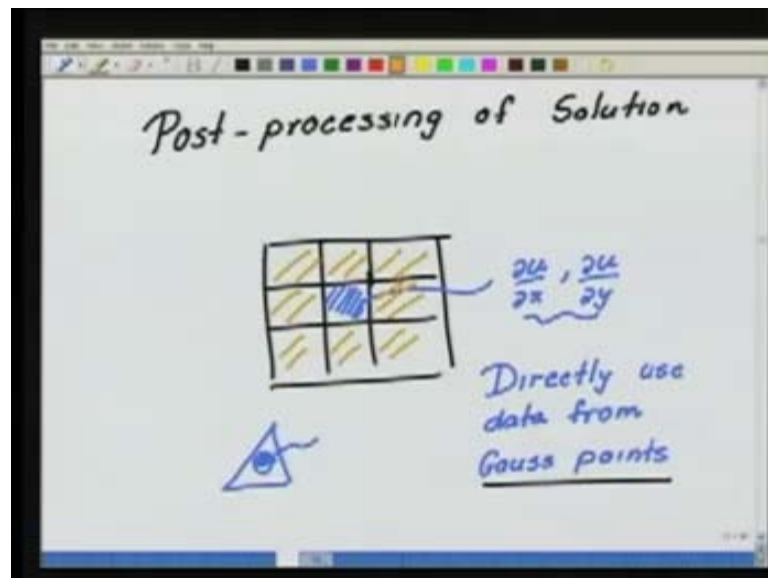 Post-processing of Solution
∂u/∂x , ∂u/∂y
Directly use
data from
Gauss points